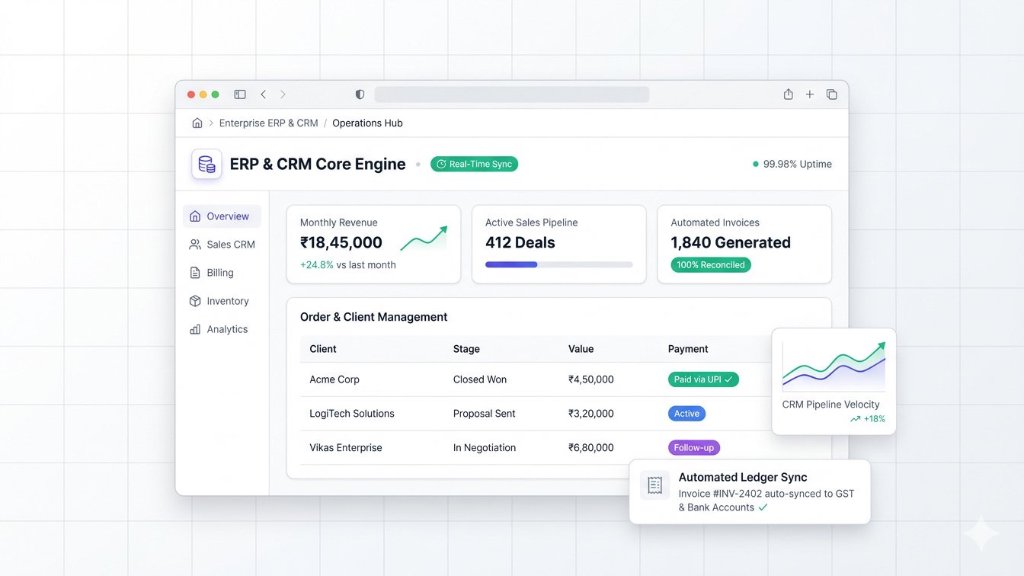 Enterprise ERP & CRM / Operations Hub
ERP & CRM Core Engine
Real-Time Sync
99.98% Uptime
Overview
Sales CRM
Billing
Inventory
Analytics
Monthly Revenue
₹18,45,000
+24.8% vs last month
Active Sales Pipeline
412 Deals
Automated Invoices
1,840 Generated
100% Reconciled
Order & Client Management
Client Stage Value Payment
Acme Corp Closed Won ₹4,50,000 Paid via UPI ✓
LogiTech Solutions Proposal Sent ₹3,20,000 Active
Vikas Enterprise In Negotiation ₹6,80,000 Follow-up
CRM Pipeline Velocity
+18%
Automated Ledger Sync
Invoice #INV-2402 auto-synced to GST
& Bank Accounts ✓